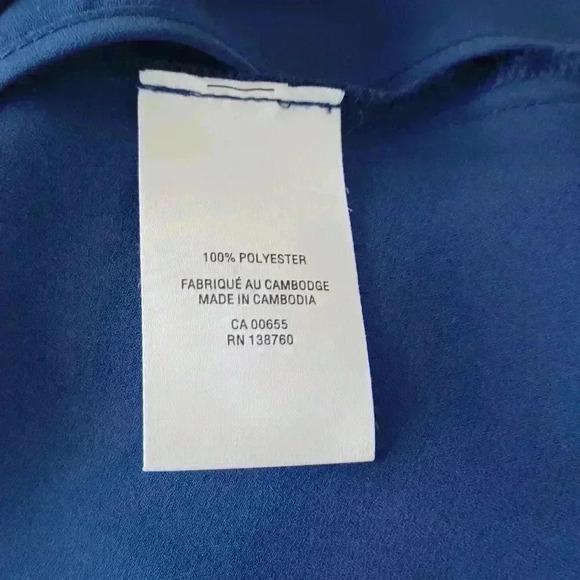 100% POLYESTER
FABRIQUÉ AU CAMBODGE
MADE IN CAMBODIA
CA 00655
RN 138760